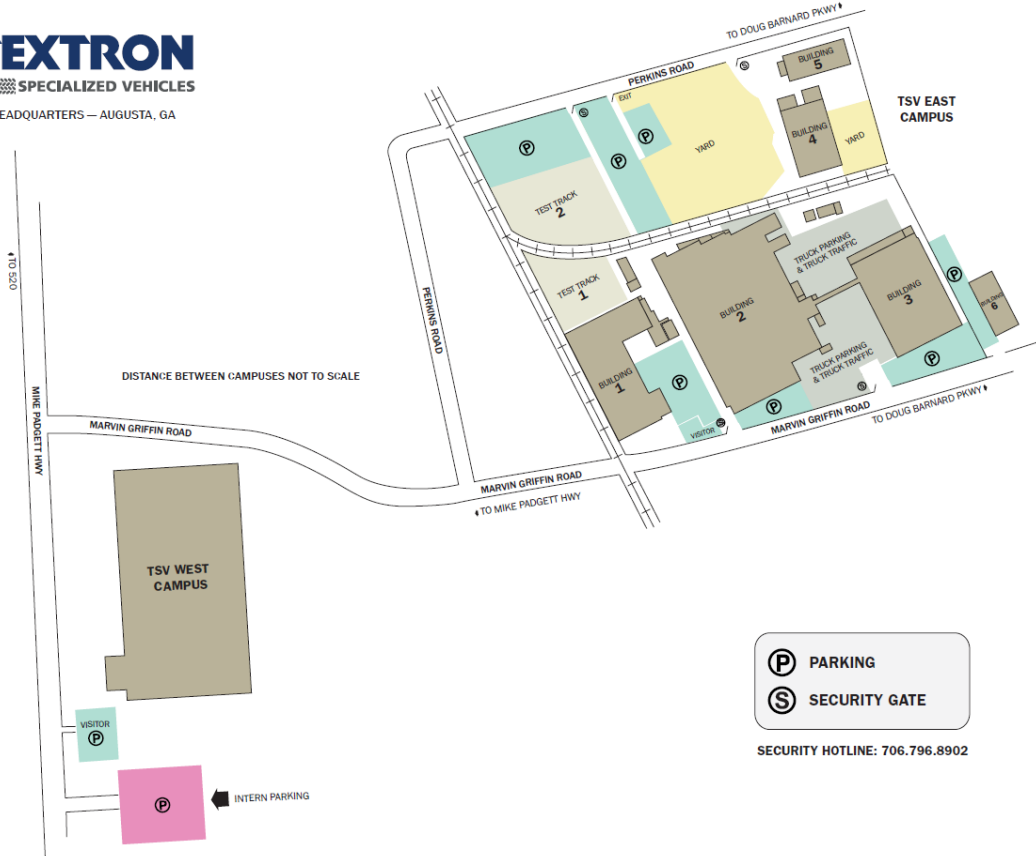 EXTRON
SPECIALIZED VEHICLES
EADQUARTERS — AUGUSTA, GA
TO DOUG BARNARD PKWY
PERKINS ROAD
S
EXIT
S
P
P
P
YARD
BUILDING
5
BUILDING
4
YARD
TSV EAST
CAMPUS
TEST TRACK
2
TEST TRACK
1
TRUCK PARKING
& TRUCK TRAFFIC
BUILDING
2
BUILDING
3
P
BUILDING
6
TO 520
PERKINS ROAD
BUILDING
1
P
TRUCK PARKING
& TRUCK TRAFFIC
S
P
P
VISITOR
S
MARVIN GRIFFIN ROAD
TO DOUG BARNARD PKWY
DISTANCE BETWEEN CAMPUSES NOT TO SCALE
MIKE PADGETT HWY
MARVIN GRIFFIN ROAD
MARVIN GRIFFIN ROAD
TO MIKE PADGETT HWY
TSV WEST
CAMPUS
VISITOR
P
P
INTERN PARKING
P PARKING
S SECURITY GATE
SECURITY HOTLINE: 706.796.8902